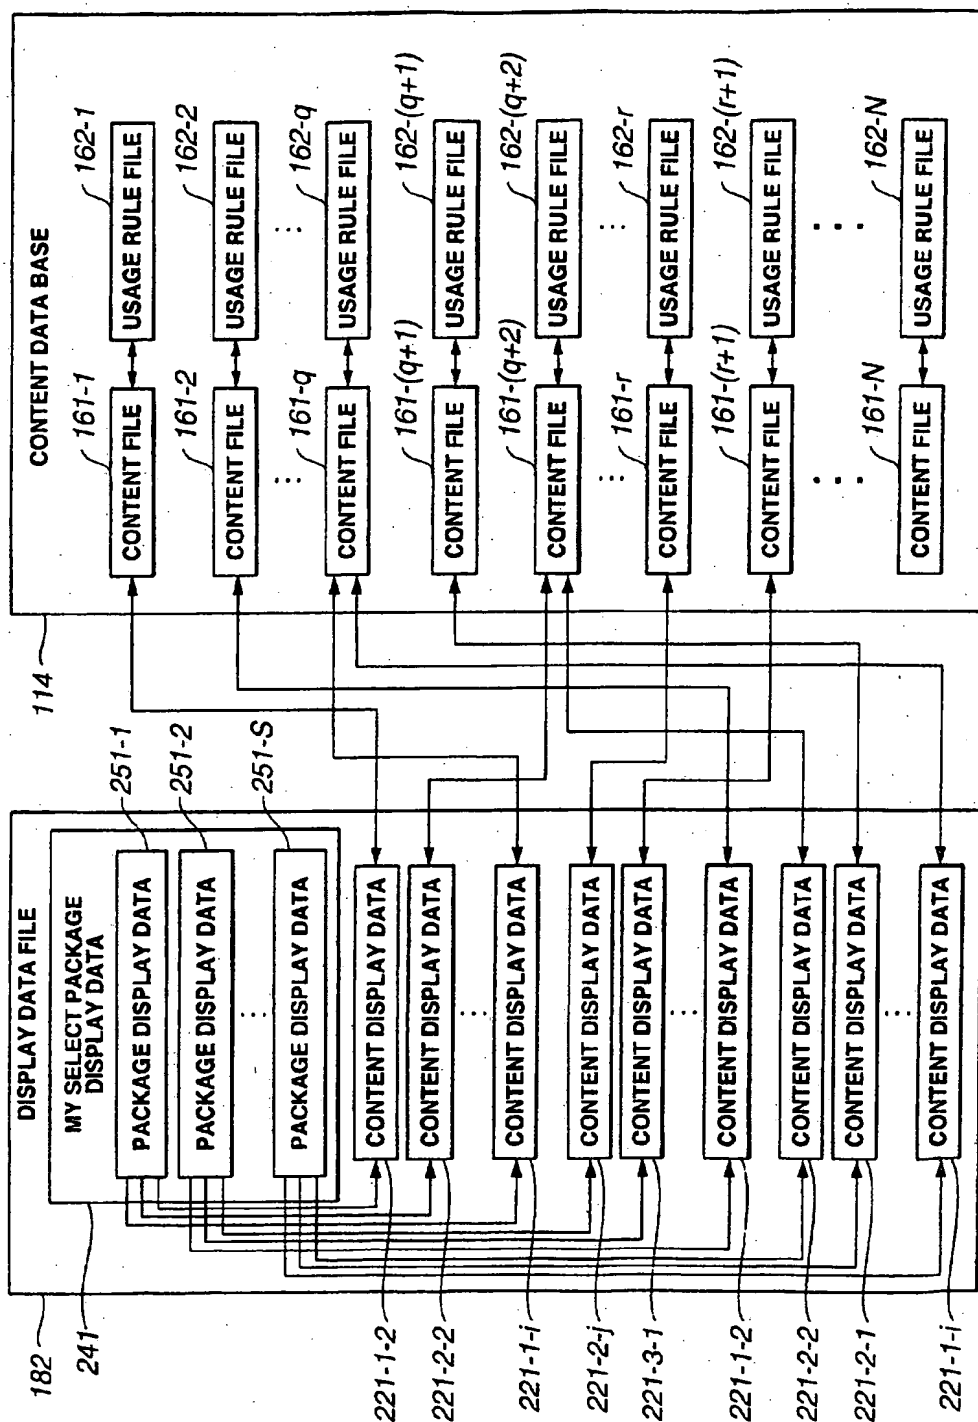 DISPLAY DATA FILE
182
MY SELECT PACKAGE
DISPLAY DATA
241
PACKAGE DISPLAY DATA
251-1
PACKAGE DISPLAY DATA
251-2
PACKAGE DISPLAY DATA
251-S
221-1-2
CONTENT DISPLAY DATA
221-2-2
CONTENT DISPLAY DATA
221-1-i
CONTENT DISPLAY DATA
221-2-j
CONTENT DISPLAY DATA
221-3-1
CONTENT DISPLAY DATA
221-1-2
CONTENT DISPLAY DATA
221-2-2
CONTENT DISPLAY DATA
221-2-1
CONTENT DISPLAY DATA
221-1-i
CONTENT DISPLAY DATA
114
CONTENT DATA BASE
161-1
CONTENT FILE
162-1
USAGE RULE FILE
161-2
CONTENT FILE
162-2
USAGE RULE FILE
161-q
CONTENT FILE
162-q
USAGE RULE FILE
161-(q+1)
CONTENT FILE
162-(q+1)
USAGE RULE FILE
161-(q+2)
CONTENT FILE
162-(q+2)
USAGE RULE FILE
161-r
CONTENT FILE
162-r
USAGE RULE FILE
161-(r+1)
CONTENT FILE
162-(r+1)
USAGE RULE FILE
161-N
CONTENT FILE
162-N
USAGE RULE FILE